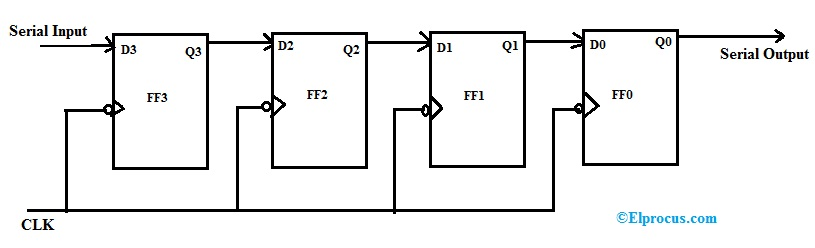 Serial Input
D3 Q3 D2 Q2 D1 Q1 D0 Q0
Serial Output
FF3 FF2 FF1 FF0
CLK
©Elprocus.com